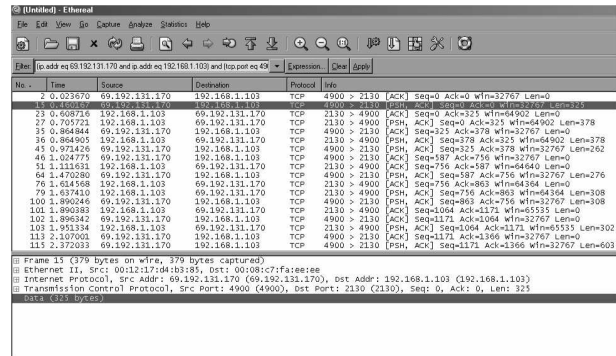 (Untitled) - Ethereal
File Edit View Go Capture Analyze Statistics Help
Filter: (ip.addr eq 69.192.131.170 and ip.addr eq 192.168.1.103) and (tcp.port eq 490 Expression... Clear Apply
No. . Time Source Destination Protocol Info
2 0.023670 69.192.131.170 192.168.1.103 TCP 4900 > 2130 [ACK] Seq=0 Ack=0 Win=32767 Len=0
15 0.460167 69.192.131.170 192.168.1.103 TCP 4900 > 2130 [PSH, ACK] Seq=0 Ack=0 Win=32767 Len=325
23 0.608716 192.168.1.103 69.192.131.170 TCP 2130 > 4900 [ACK] Seq=0 Ack=325 Win=64902 Len=0
27 0.705721 192.168.1.103 69.192.131.170 TCP 2130 > 4900 [PSH, ACK] Seq=0 Ack=325 Win=64902 Len=378
35 0.864844 69.192.131.170 192.168.1.103 TCP 4900 > 2130 [ACK] Seq=325 Ack=378 Win=32767 Len=0
36 0.864905 192.168.1.103 69.192.131.170 TCP 2130 > 4900 [PSH, ACK] Seq=378 Ack=325 Win=64902 Len=378
45 0.971426 69.192.131.170 192.168.1.103 TCP 4900 > 2130 [PSH, ACK] Seq=325 Ack=378 Win=32767 Len=262
46 1.024775 69.192.131.170 192.168.1.103 TCP 4900 > 2130 [ACK] Seq=587 Ack=756 Win=32767 Len=0
51 1.111631 192.168.1.103 69.192.131.170 TCP 2130 > 4900 [ACK] Seq=756 Ack=587 Win=64640 Len=0
64 1.470280 69.192.131.170 192.168.1.103 TCP 4900 > 2130 [PSH, ACK] Seq=587 Ack=756 Win=32767 Len=276
76 1.614568 192.168.1.103 69.192.131.170 TCP 2130 > 4900 [ACK] Seq=756 Ack=863 Win=64364 Len=0
79 1.637410 192.168.1.103 69.192.131.170 TCP 2130 > 4900 [PSH, ACK] Seq=756 Ack=863 Win=64364 Len=308
100 1.890246 69.192.131.170 192.168.1.103 TCP 4900 > 2130 [PSH, ACK] Seq=863 Ack=756 Win=32767 Len=308
101 1.890383 192.168.1.103 69.192.131.170 TCP 2130 > 4900 [ACK] Seq=1064 Ack=1171 Win=65535 Len=0
102 1.896342 69.192.131.170 192.168.1.103 TCP 4900 > 2130 [ACK] Seq=1171 Ack=1064 Win=32767 Len=0
103 1.951334 192.168.1.103 69.192.131.170 TCP 2130 > 4900 [PSH, ACK] Seq=1064 Ack=1171 Win=65535 Len=302
113 2.107001 69.192.131.170 192.168.1.103 TCP 4900 > 2130 [ACK] Seq=1171 Ack=1366 Win=32767 Len=0
115 2.372033 69.192.131.170 192.168.1.103 TCP 4900 > 2130 [PSH, ACK] Seq=1171 Ack=1366 Win=32767 Len=603
Frame 15 (379 bytes on wire, 379 bytes captured)
Ethernet II, Src: 00:12:17:d4:b3:85, Dst: 00:08:c7:fa:ee:ee
Internet Protocol, Src Addr: 69.192.131.170 (69.192.131.170), Dst Addr: 192.168.1.103 (192.168.1.103)
Transmission Control Protocol, Src Port: 4900 (4900), Dst Port: 2130 (2130), Seq: 0, Ack: 0, Len: 325
Data (325 bytes)